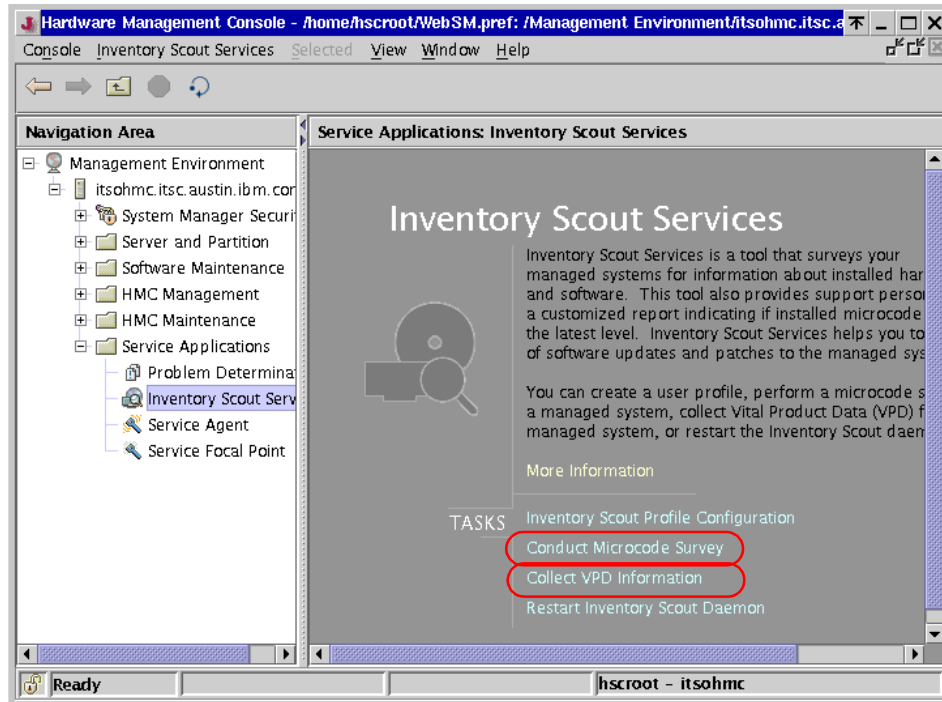 Hardware Management Console - /home/hscroot/WebSM.pref: /Management Environment/itsohmc.itsc.a
Console Inventory Scout Services Selected View Window Help
Navigation Area
Service Applications: Inventory Scout Services
Management Environment
itsohmc.itsc.austin.ibm.com
System Manager Securi
Server and Partition
Software Maintenance
HMC Management
HMC Maintenance
Service Applications
Problem Determina
Inventory Scout Serv
Service Agent
Service Focal Point
Inventory Scout Services
Inventory Scout Services is a tool that surveys your
managed systems for information about installed har
and software. This tool also provides support person
a customized report indicating if installed microcode
the latest level. Inventory Scout Services helps you to
of software updates and patches to the managed sys
You can create a user profile, perform a microcode s
a managed system, collect Vital Product Data (VPD) f
managed system, or restart the Inventory Scout daem
More Information
TASKS
Inventory Scout Profile Configuration
Conduct Microcode Survey
Collect VPD Information
Restart Inventory Scout Daemon
Ready
hscroot - itsohmc